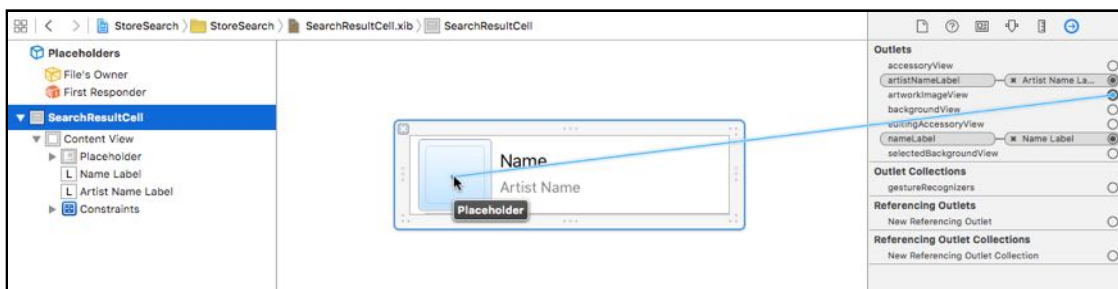 StoreSearch StoreSearch SearchResultCell.xib SearchResultCell
Placeholders
File's Owner
First Responder
SearchResultCell
Content View
Placeholder
L Name Label
L Artist Name Label
Constraints
Name
Artist Name
Placeholder
Outlets
accessoryView
artistNameLabel Artist Name La...
artworkImageView
backgroundView
editingAccessoryView
nameLabel Name Label
selectedBackgroundView
Outlet Collections
gestureRecognizers
Referencing Outlets
New Referencing Outlet
Referencing Outlet Collections
New Referencing Outlet Collection